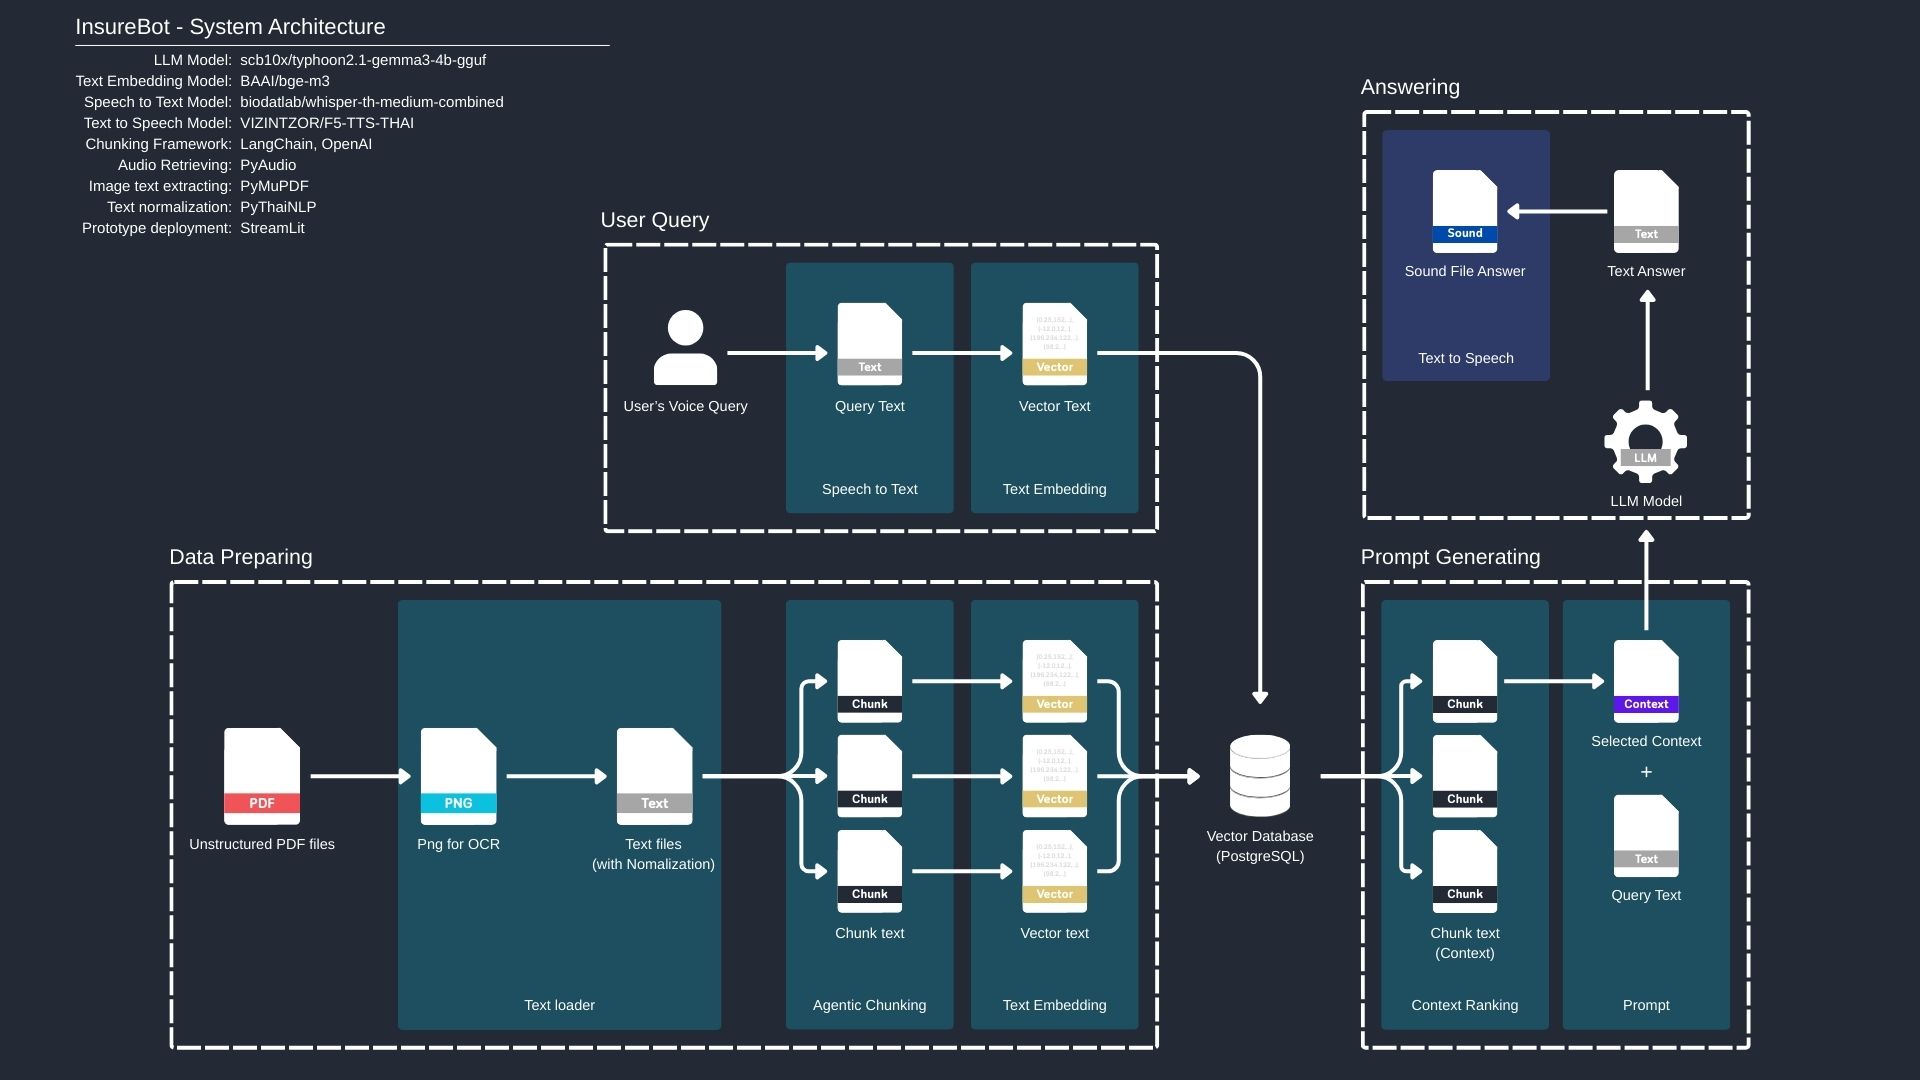 InsureBot - System Architecture
LLM Model: scb10x/typhoon2.1-gemma3-4b-gguf
Text Embedding Model: BAAI/bge-m3
Speech to Text Model: biodatlab/whisper-th-medium-combined
Text to Speech Model: VIZINTZOR/F5-TTS-THAI
Chunking Framework: LangChain, OpenAI
Audio Retrieving: PyAudio
Image text extracting: PyMuPDF
Text normalization: PyThaiNLP
Prototype deployment: StreamLit
User Query
User's Voice Query
Text
Query Text
Speech to Text
Vector
Vector Text
Text Embedding
Data Preparing
PDF
Unstructured PDF files
PNG
Png for OCR
Text
Text files
(with Nomalization)
Text loader
Chunk
Chunk
Chunk
Chunk text
Agentic Chunking
Vector
Vector
Vector
Vector text
Text Embedding
Vector Database
(PostgreSQL)
Prompt Generating
Chunk
Chunk
Chunk
Chunk text
(Context)
Context Ranking
Context
Selected Context
+
Text
Query Text
Prompt
Answering
Sound
Sound File Answer
Text to Speech
Text
Text Answer
LLM
LLM Model